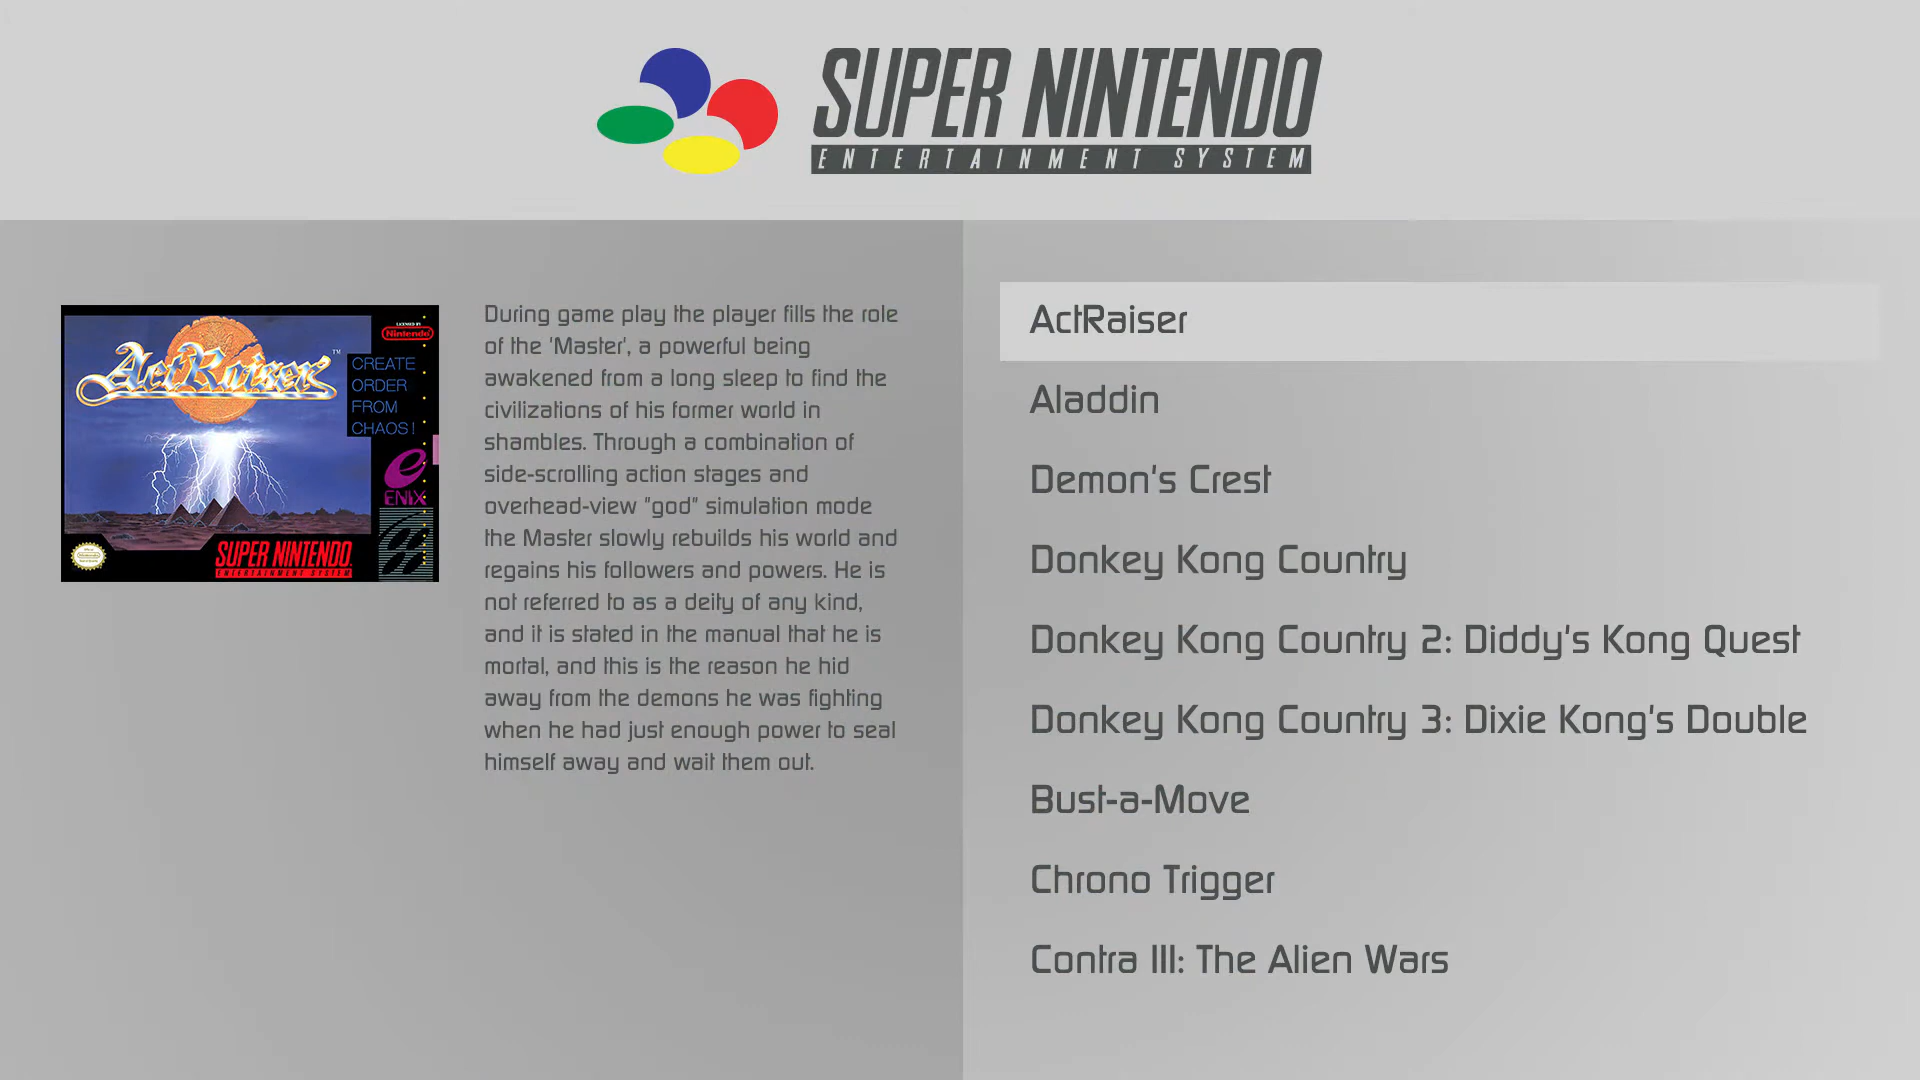 SUPER NINTENDO
ENTERTAINMENT SYSTEM
LICENSED BY
Nintendo
ActRaiser™
CREATE
ORDER
FROM
CHAOS!
ENIX
SUPER NINTENDO
ENTERTAINMENT SYSTEM
During game play the player fills the role
of the 'Master', a powerful being
awakened from a long sleep to find the
civilizations of his former world in
shambles. Through a combination of
side-scrolling action stages and
overhead-view "god" simulation mode
the Master slowly rebuilds his world and
regains his followers and powers. He is
not referred to as a deity of any kind,
and it is stated in the manual that he is
mortal, and this is the reason he hid
away from the demons he was fighting
when he had just enough power to seal
himself away and wait them out.
ActRaiser
Aladdin
Demon's Crest
Donkey Kong Country
Donkey Kong Country 2: Diddy's Kong Quest
Donkey Kong Country 3: Dixie Kong's Double
Bust-a-Move
Chrono Trigger
Contra III: The Alien Wars